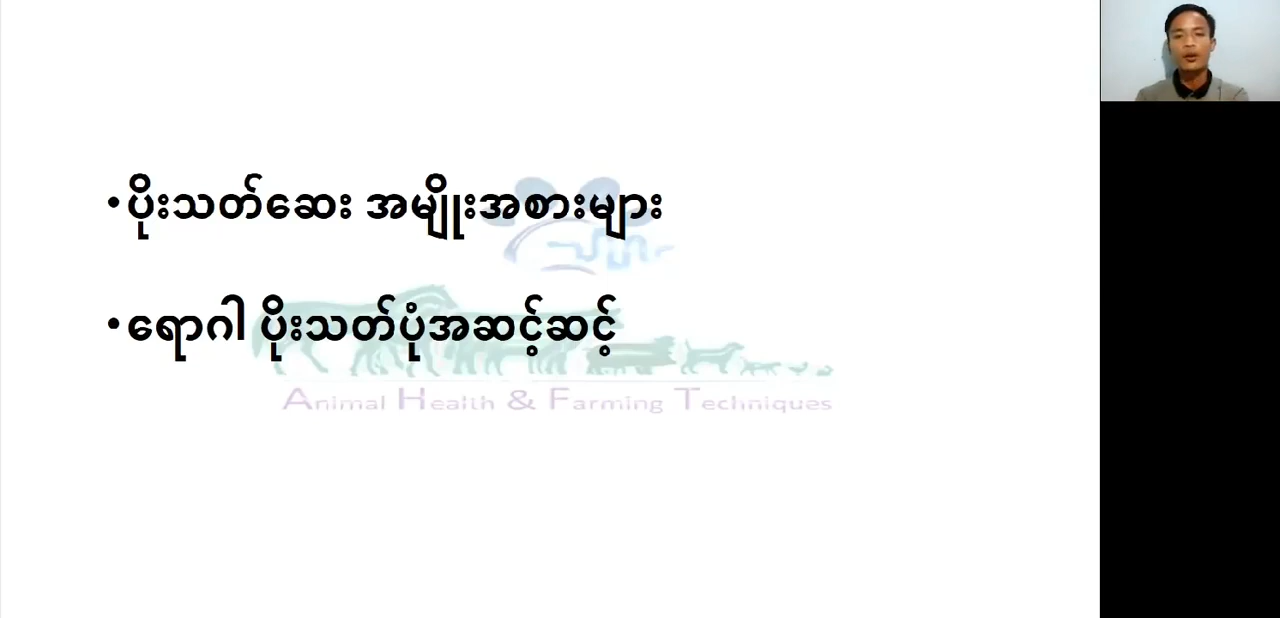 •ပိုးသတ်ဆေး အမျိုးအစားများ
•ရောဂါ ပိုးသတ်ပုံအဆင့်ဆင့်
Animal Health & Farming Techniques